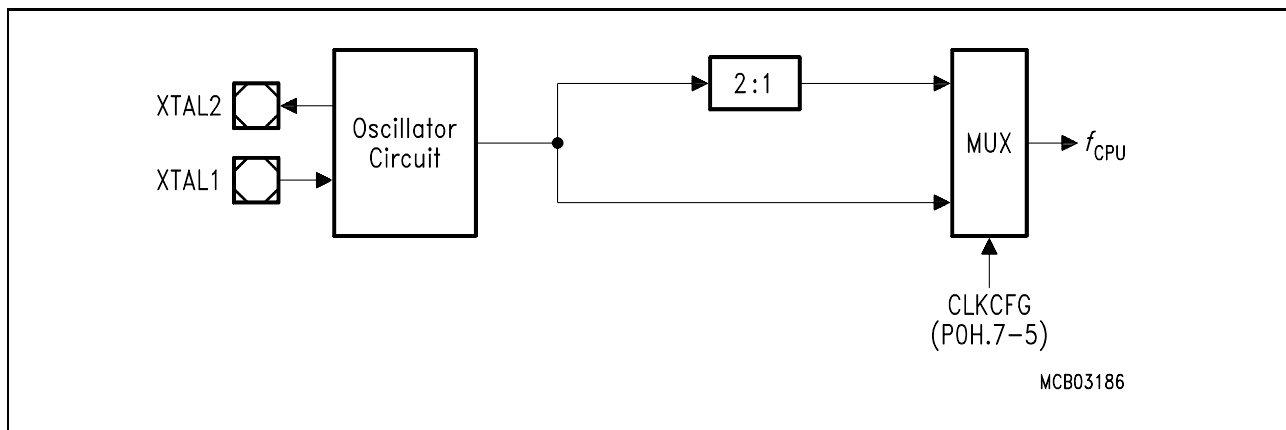 XTAL2
XTAL1
Oscillator
Circuit
2:1
MUX
fCPU
CLKCFG
(P0H.7-5)
MCB03186